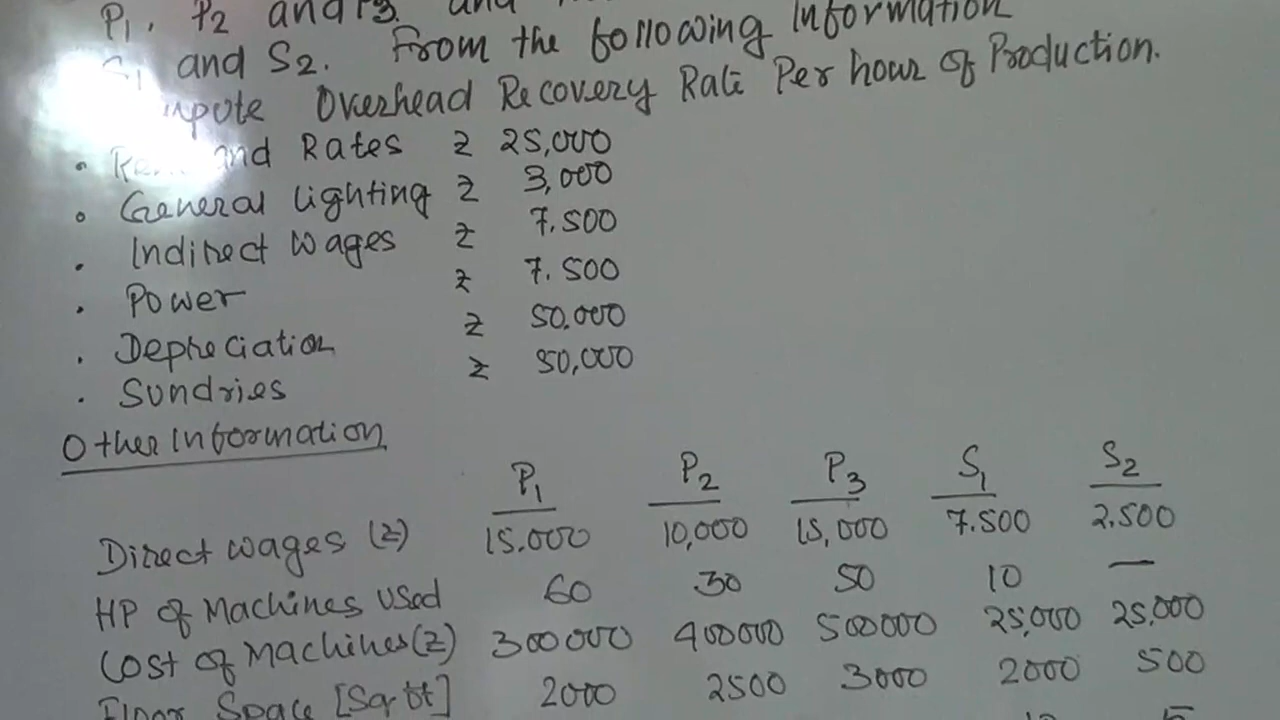 P1, P2 and P3 and
and S2. From the following Information
Overhead Recovery Rate Per hour of Production.
• and Rates z 25,000
• General lighting z 3,000
• Indirect wages z 7.500
• Power z 7.500
• Depreciation z 50.000
• Sundries z 50,000
Other Information
P1 P2 P3 S1 S2
Direct wages (z) 15.000 10,000 15,000 7.500 2.500
HP of Machines Used 60 30 50 10 —
Cost of Machines(z) 300000 400000 500000 25,000 25,000
Floor Space [Sq ft] 2000 2500 3000 2000 500